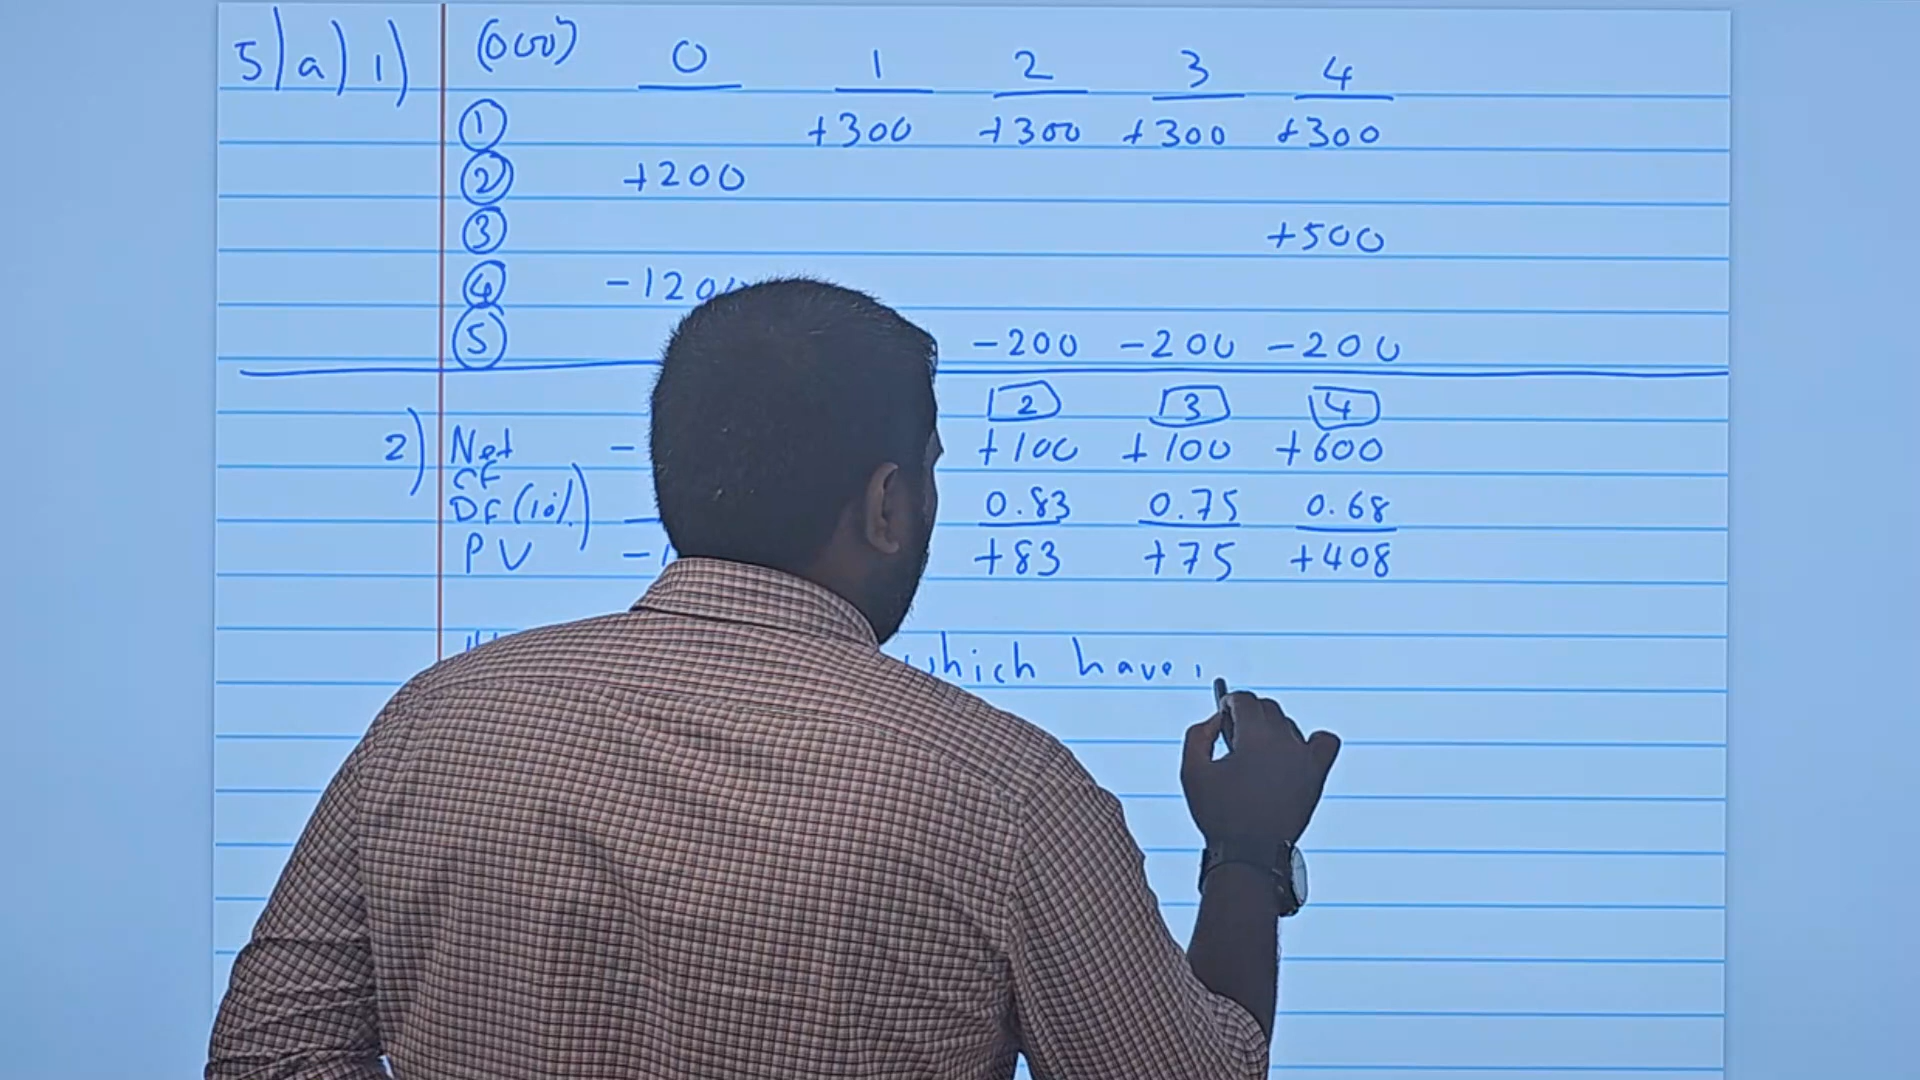 5) a) 1) (000) 0 1 2 3 4
① +300 +300 +300 +300
② +200
③ +500
④ -120
⑤ -200 -200 -200
2 3 4
2) Net - +100 +100 +600
CF
DF (10%) 0.83 0.75 0.68
PV - +83 +75 +408
which have